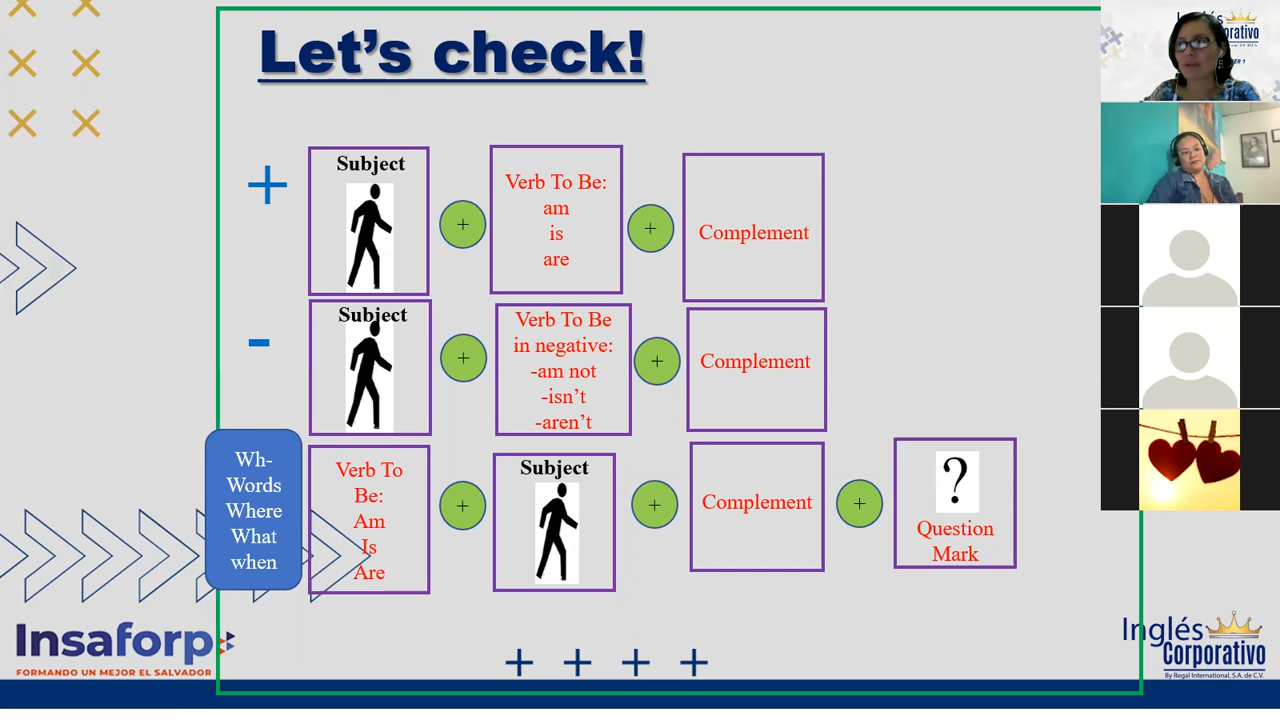 Let's check!
+
Subject
+
Verb To Be:
am
is
are
+
Complement
-
Subject
+
Verb To Be
in negative:
-am not
-isn't
-aren't
+
Complement
Wh-
Words
Where
What
when
Verb To
Be:
Am
Is
Are
+
Subject
+
Complement
+
?
Question
Mark
Insaforp
FORMANDO UN MEJOR EL SALVADOR
Inglés
Corporativo
By Regal International, S.A. de C.V.